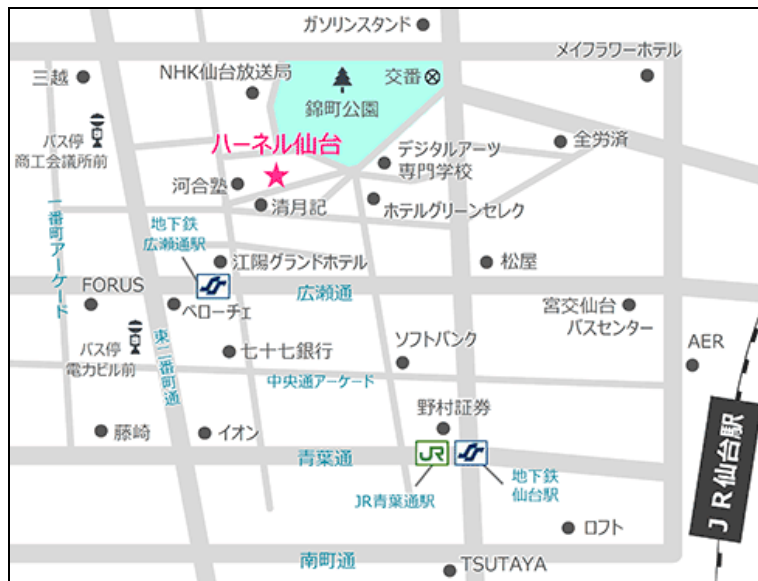 ガソリンスタンド
メイフラワーホテル
三越
NHK仙台放送局
交番
錦町公園
バス停
商工会議所前
ハーネル仙台
デジタルアーツ
専門学校
全労済
河合塾
清月記
ホテルグリーンセレク
一番町アーケード
地下鉄
広瀬通駅
江陽グランドホテル
松屋
FORUS
広瀬通
ベローチェ
宮交仙台
バスセンター
バス停
電力ビル前
東二番町通
七十七銀行
ソフトバンク
AER
中央通アーケード
野村証券
藤崎
イオン
青葉通
JR
JR青葉通駅
地下鉄
仙台駅
JR仙台駅
ロフト
南町通
TSUTAYA